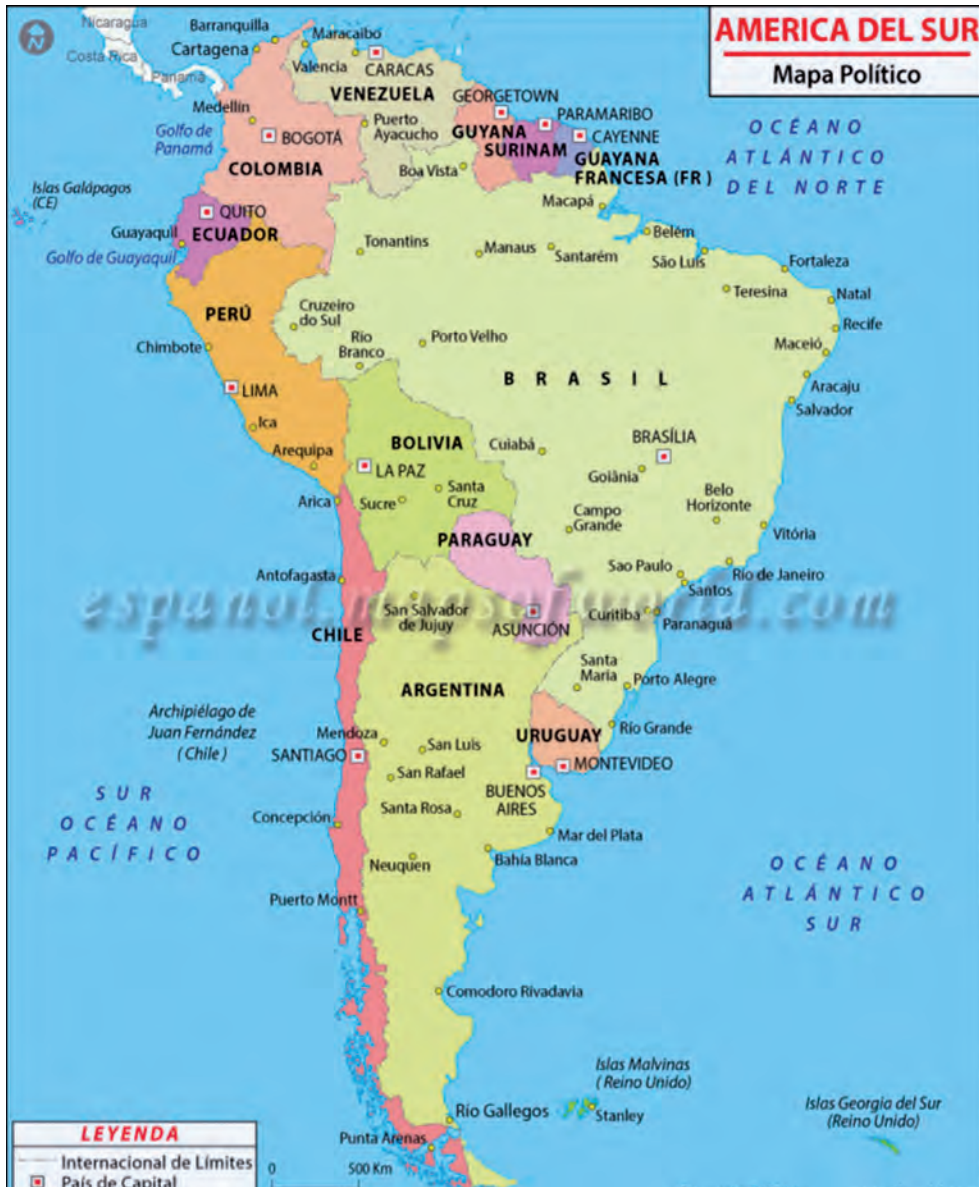 AMERICA DEL SUR
Mapa Político
N
Nicaragua
Costa Rica
Panamá
Barranquilla
Cartagena
Maracaibo
Valencia
CARACAS
VENEZUELA
GEORGETOWN
PARAMARIBO
CAYENNE
GUYANA
SURINAM
GUAYANA
FRANCESA (FR )
Medellín
BOGOTÁ
Puerto
Ayacucho
Golfo de
Panamá
COLOMBIA
Boa Vista
OCÉANO
ATLÁNTICO
DEL NORTE
Islas Galápagos
(CE)
QUITO
ECUADOR
Guayaquil
Golfo de Guayaquil
Macapá
Tonantins
Manaus
Santarém
Belém
São Luis
Fortaleza
Teresina
Natal
Recife
Maceió
Aracaju
Salvador
PERÚ
Cruzeiro
do Sul
Chimbote
Rio
Branco
Porto Velho
BRASIL
LIMA
Ica
Arequipa
BOLIVIA
LA PAZ
Sucre
Santa
Cruz
Cuiabá
BRASÍLIA
Goiânia
Belo
Horizonte
Campo
Grande
Vitória
Arica
PARAGUAY
Sao Paulo
Santos
Rio de Janeiro
Antofagasta
espanol.mapsofworld.com
San Salvador
de Jujuy
ASUNCIÓN
Curitiba
Paranaguá
CHILE
Santa
Maria
Porto Alegre
ARGENTINA
Archipiélago de
Juan Fernández
( Chile )
Mendoza
SANTIAGO
San Luis
San Rafael
URUGUAY
Río Grande
MONTEVIDEO
BUENOS
AIRES
Santa Rosa
SUR
OCÉANO
PACÍFICO
Concepción
Mar del Plata
Neuquen
Bahía Blanca
OCÉANO
ATLÁNTICO
SUR
Puerto Montt
Comodoro Rivadavia
Islas Malvinas
( Reino Unido)
Stanley
Río Gallegos
Islas Georgia del Sur
(Reino Unido)
Punta Arenas
LEYENDA
Internacional de Límites
País de Capital
0
500 Km